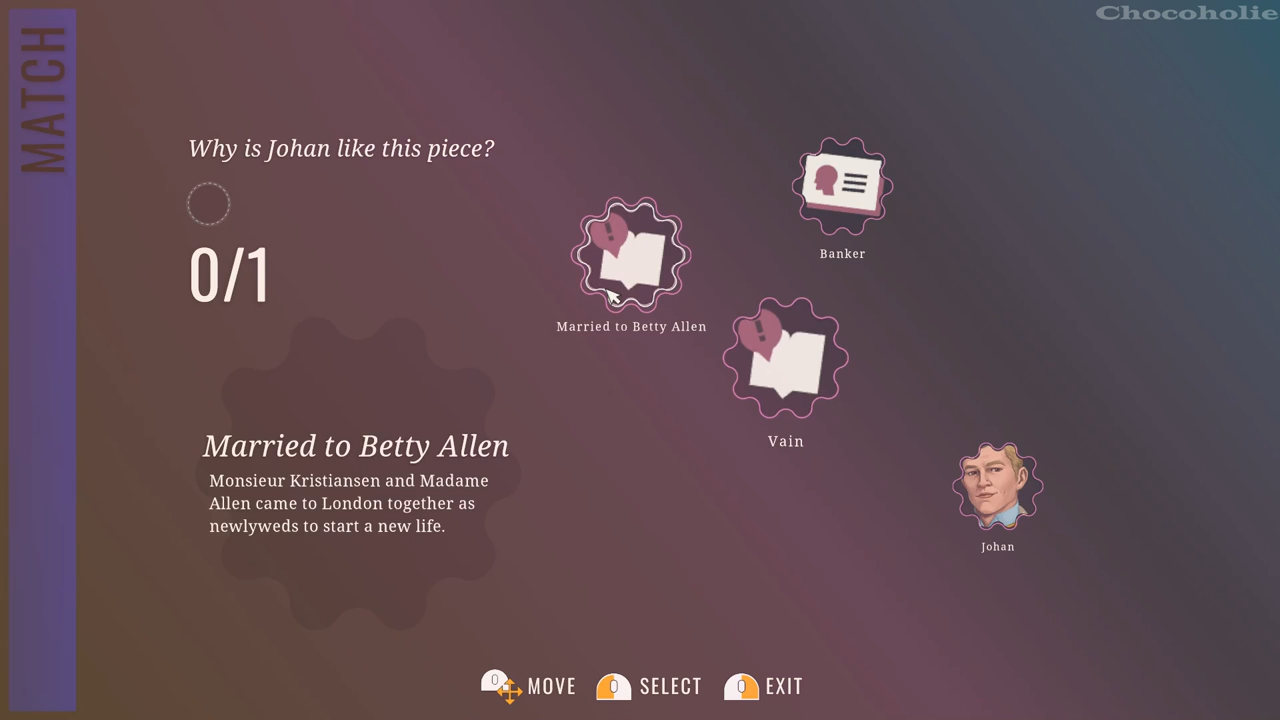 MATCH
Chocoholie
Why is Johan like this piece?
0/1
Married to Betty Allen
Banker
Vain
Johan
Married to Betty Allen
Monsieur Kristiansen and Madame
Allen came to London together as
newlyweds to start a new life.
MOVE SELECT EXIT